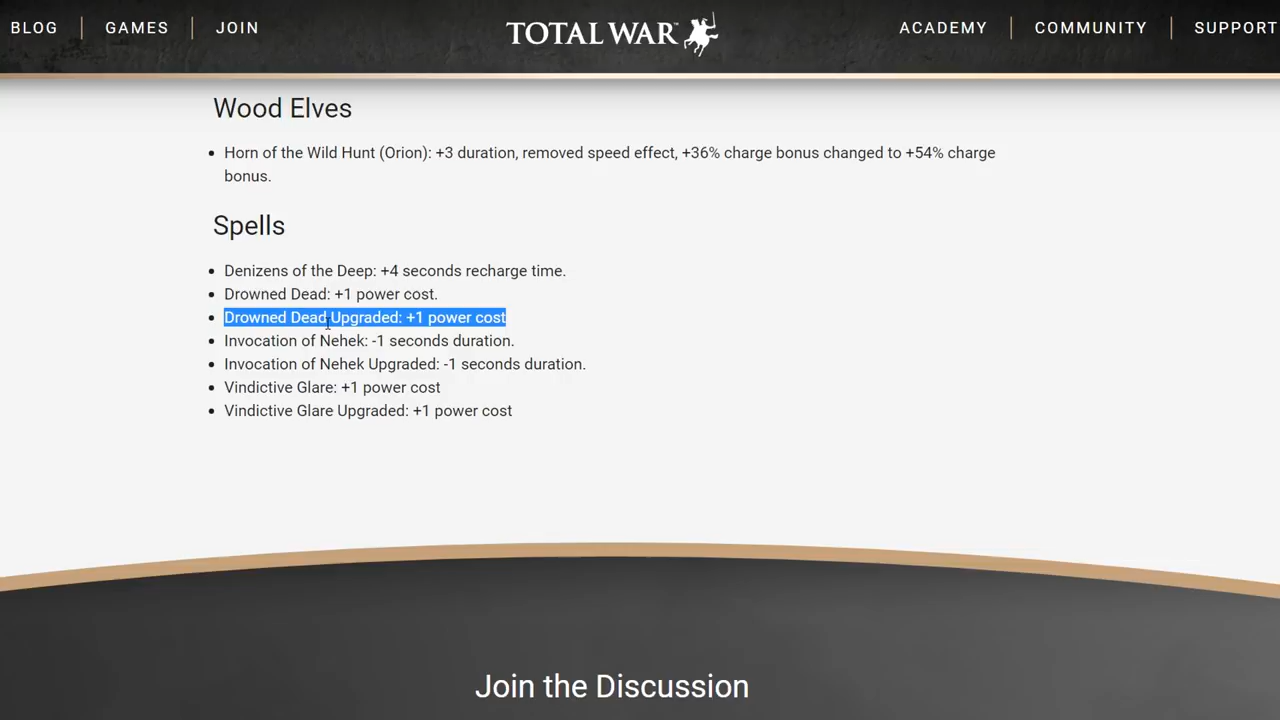 BLOG GAMES JOIN TOTAL WAR™ ACADEMY COMMUNITY SUPPORT
Wood Elves
• Horn of the Wild Hunt (Orion): +3 duration, removed speed effect, +36% charge bonus changed to +54% charge
bonus.
Spells
• Denizens of the Deep: +4 seconds recharge time.
• Drowned Dead: +1 power cost.
• Drowned Dead Upgraded: +1 power cost
• Invocation of Nehek: -1 seconds duration.
• Invocation of Nehek Upgraded: -1 seconds duration.
• Vindictive Glare: +1 power cost
• Vindictive Glare Upgraded: +1 power cost
Join the Discussion